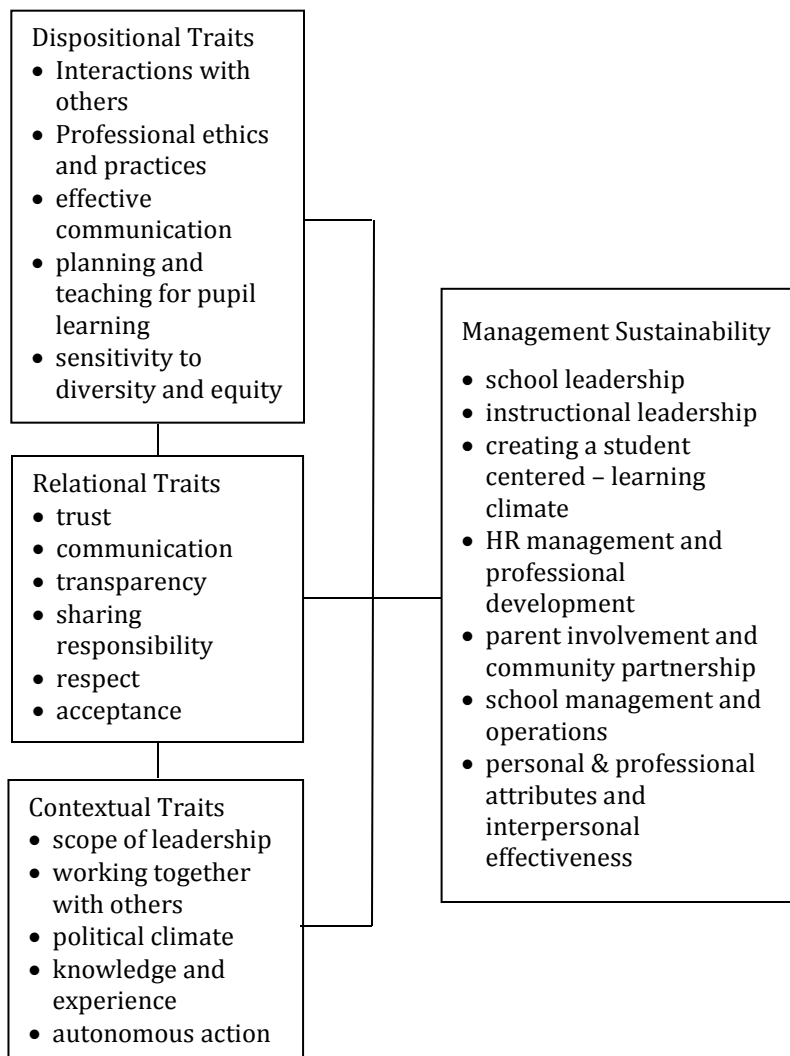 Dispositional Traits
• Interactions with
others
• Professional ethics
and practices
• effective
communication
• planning and
teaching for pupil
learning
• sensitivity to
diversity and equity
Relational Traits
• trust
• communication
• transparency
• sharing
responsibility
• respect
• acceptance
Contextual Traits
• scope of leadership
• working together
with others
• political climate
• knowledge and
experience
• autonomous action
Management Sustainability
• school leadership
• instructional leadership
• creating a student
centered – learning
climate
• HR management and
professional
development
• parent involvement and
community partnership
• school management and
operations
• personal & professional
attributes and
interpersonal
effectiveness